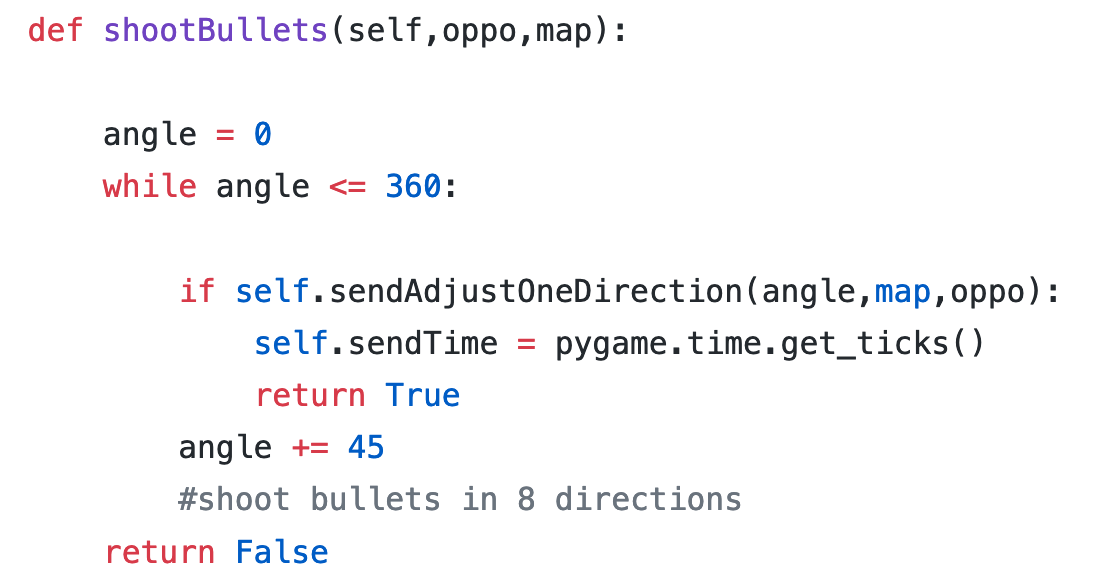 def shootBullets(self,oppo,map):
    angle = 0
    while angle <= 360:
        if self.sendAdjustOneDirection(angle,map,oppo):
            self.sendTime = pygame.time.get_ticks()
            return True
        angle += 45
        #shoot bullets in 8 directions
    return False